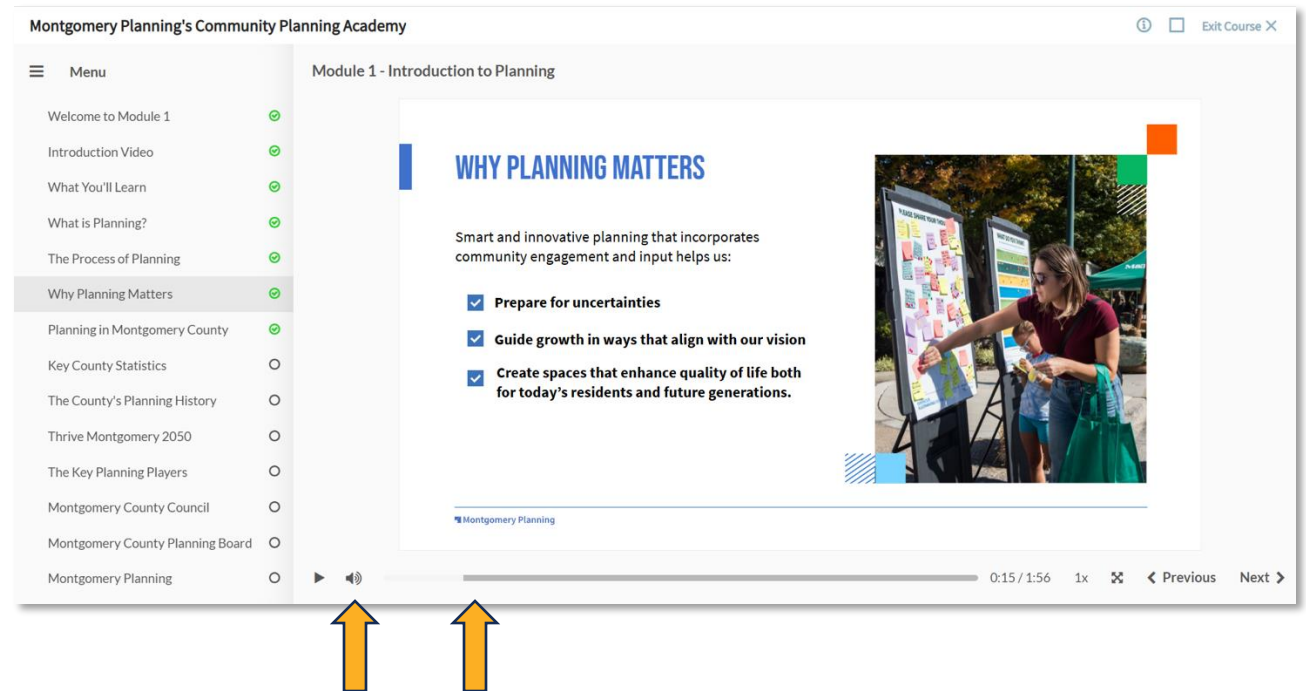 Montgomery Planning's Community Planning Academy
Exit Course
Menu
Welcome to Module 1
Introduction Video
What You'll Learn
What is Planning?
The Process of Planning
Why Planning Matters
Planning in Montgomery County
Key County Statistics
The County's Planning History
Thrive Montgomery 2050
The Key Planning Players
Montgomery County Council
Montgomery County Planning Board
Montgomery Planning
Module 1 - Introduction to Planning
WHY PLANNING MATTERS
Smart and innovative planning that incorporates
community engagement and input helps us:
Prepare for uncertainties
Guide growth in ways that align with our vision
Create spaces that enhance quality of life both
for today’s residents and future generations.
PLEASE SHARE YOUR
Montgomery Planning
0:15 / 1:56
1x
Previous
Next